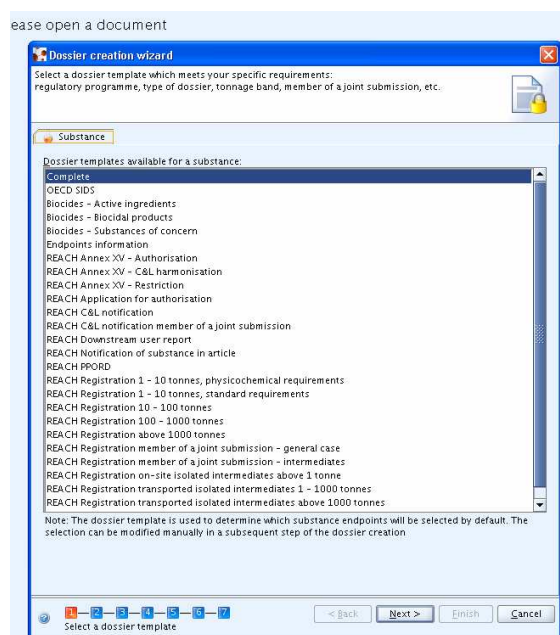 ease open a document
Dossier creation wizard
Select a dossier template which meets your specific requirements:
regulatory programme, type of dossier, tonnage band, member of a joint submission, etc.
Substance
Dossier templates available for a substance:
Complete
OECD SIDS
Biocides - Active ingredients
Biocides - Biocidal products
Biocides - Substances of concern
Endpoints information
REACH Annex XV - Authorisation
REACH Annex XV - C&L harmonisation
REACH Annex XV - Restriction
REACH Application for authorisation
REACH C&L notification
REACH C&L notification member of a joint submission
REACH Downstream user report
REACH Notification of substance in article
REACH PPORD
REACH Registration 1 - 10 tonnes, physicochemical requirements
REACH Registration 1 - 10 tonnes, standard requirements
REACH Registration 10 - 100 tonnes
REACH Registration 100 - 1000 tonnes
REACH Registration above 1000 tonnes
REACH Registration member of a joint submission - general case
REACH Registration member of a joint submission - intermediates
REACH Registration on-site isolated intermediates above 1 tonne
REACH Registration transported isolated intermediates 1 - 1000 tonnes
REACH Registration transported isolated intermediates above 1000 tonnes
Note: The dossier template is used to determine which substance endpoints will be selected by default. The
selection can be modified manually in a subsequent step of the dossier creation
1 2 3 4 5 6 7
Select a dossier template
< Back Next > Finish Cancel